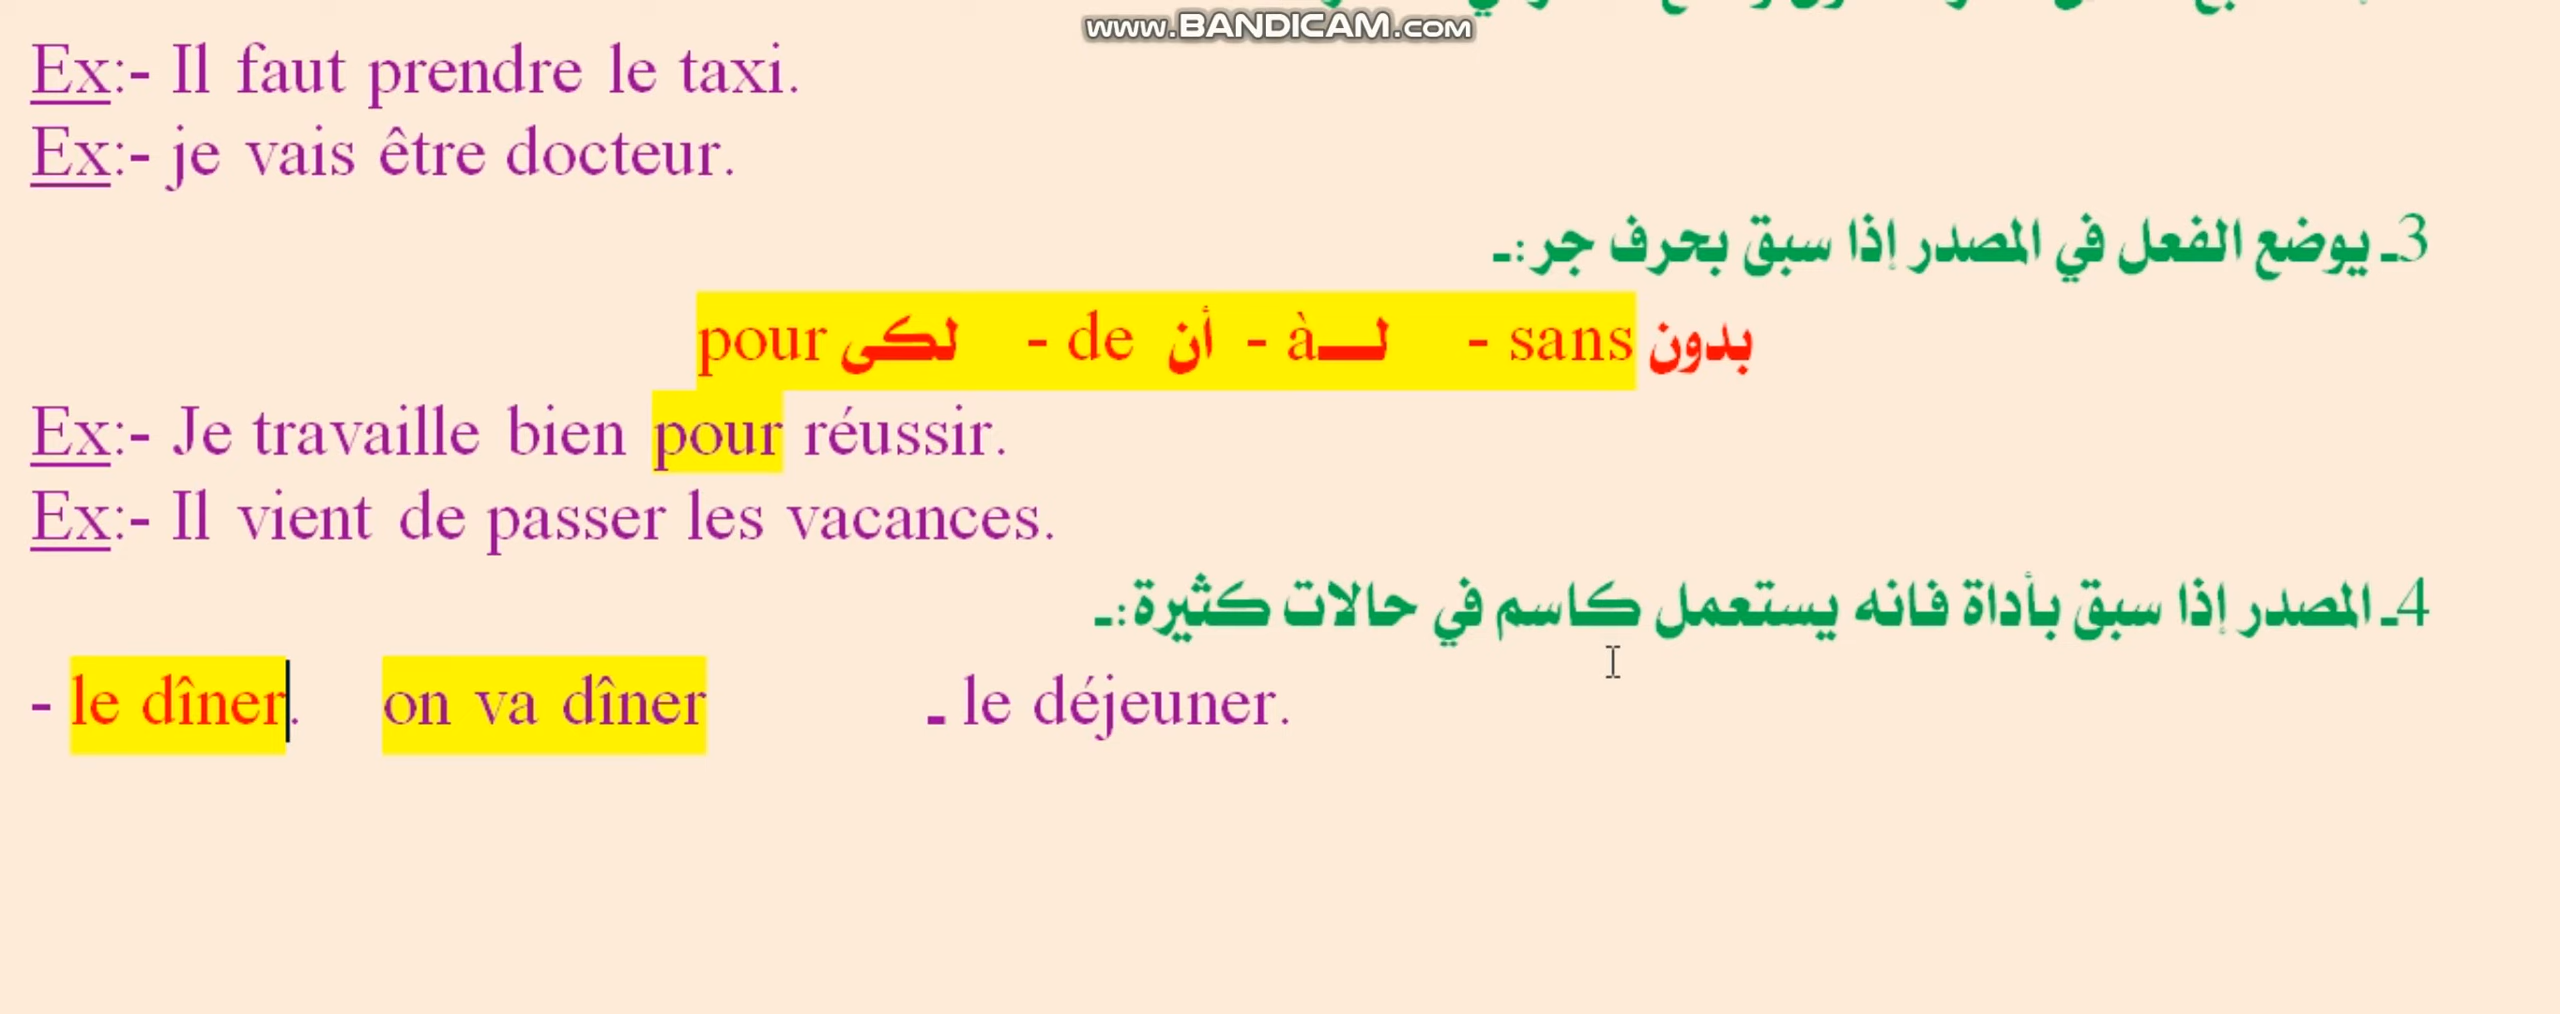 www.BANDICAM.com
Ex:- Il faut prendre le taxi.
Ex:- je vais être docteur.
3ـ يوضع الفعل في المصدر إذا سبق بحرف جر:ـ
pour لكى - de أن - à لــ - sans بدون
Ex:- Je travaille bien pour réussir.
Ex:- Il vient de passer les vacances.
4ـ المصدر إذا سبق بأداة فانه يستعمل كاسم في حالات كثيرة:ـ
- le dîner. on va dîner ـ le déjeuner.